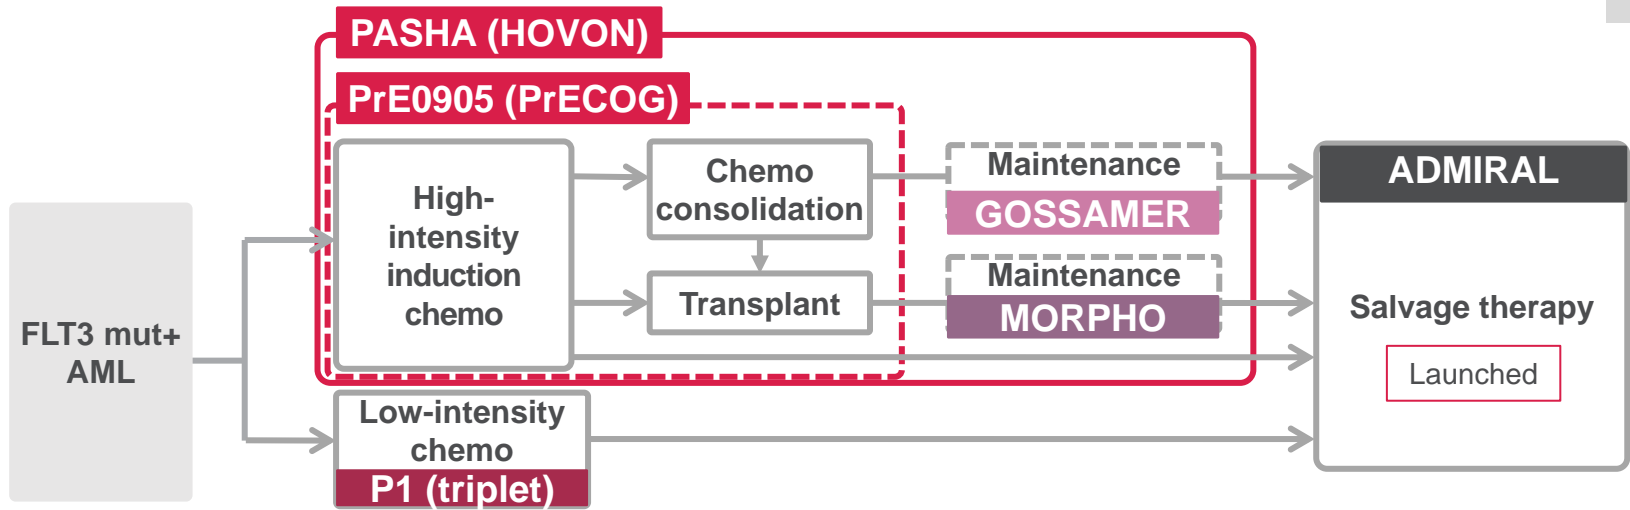 PASHA (HOVON)
PrE0905 (PrECOG)
FLT3 mut+
AML
High-
intensity
induction
chemo
Chemo
consolidation
Transplant
Maintenance
GOSSAMER
Maintenance
MORPHO
Low-intensity
chemo
P1 (triplet)
ADMIRAL
Salvage therapy
Launched